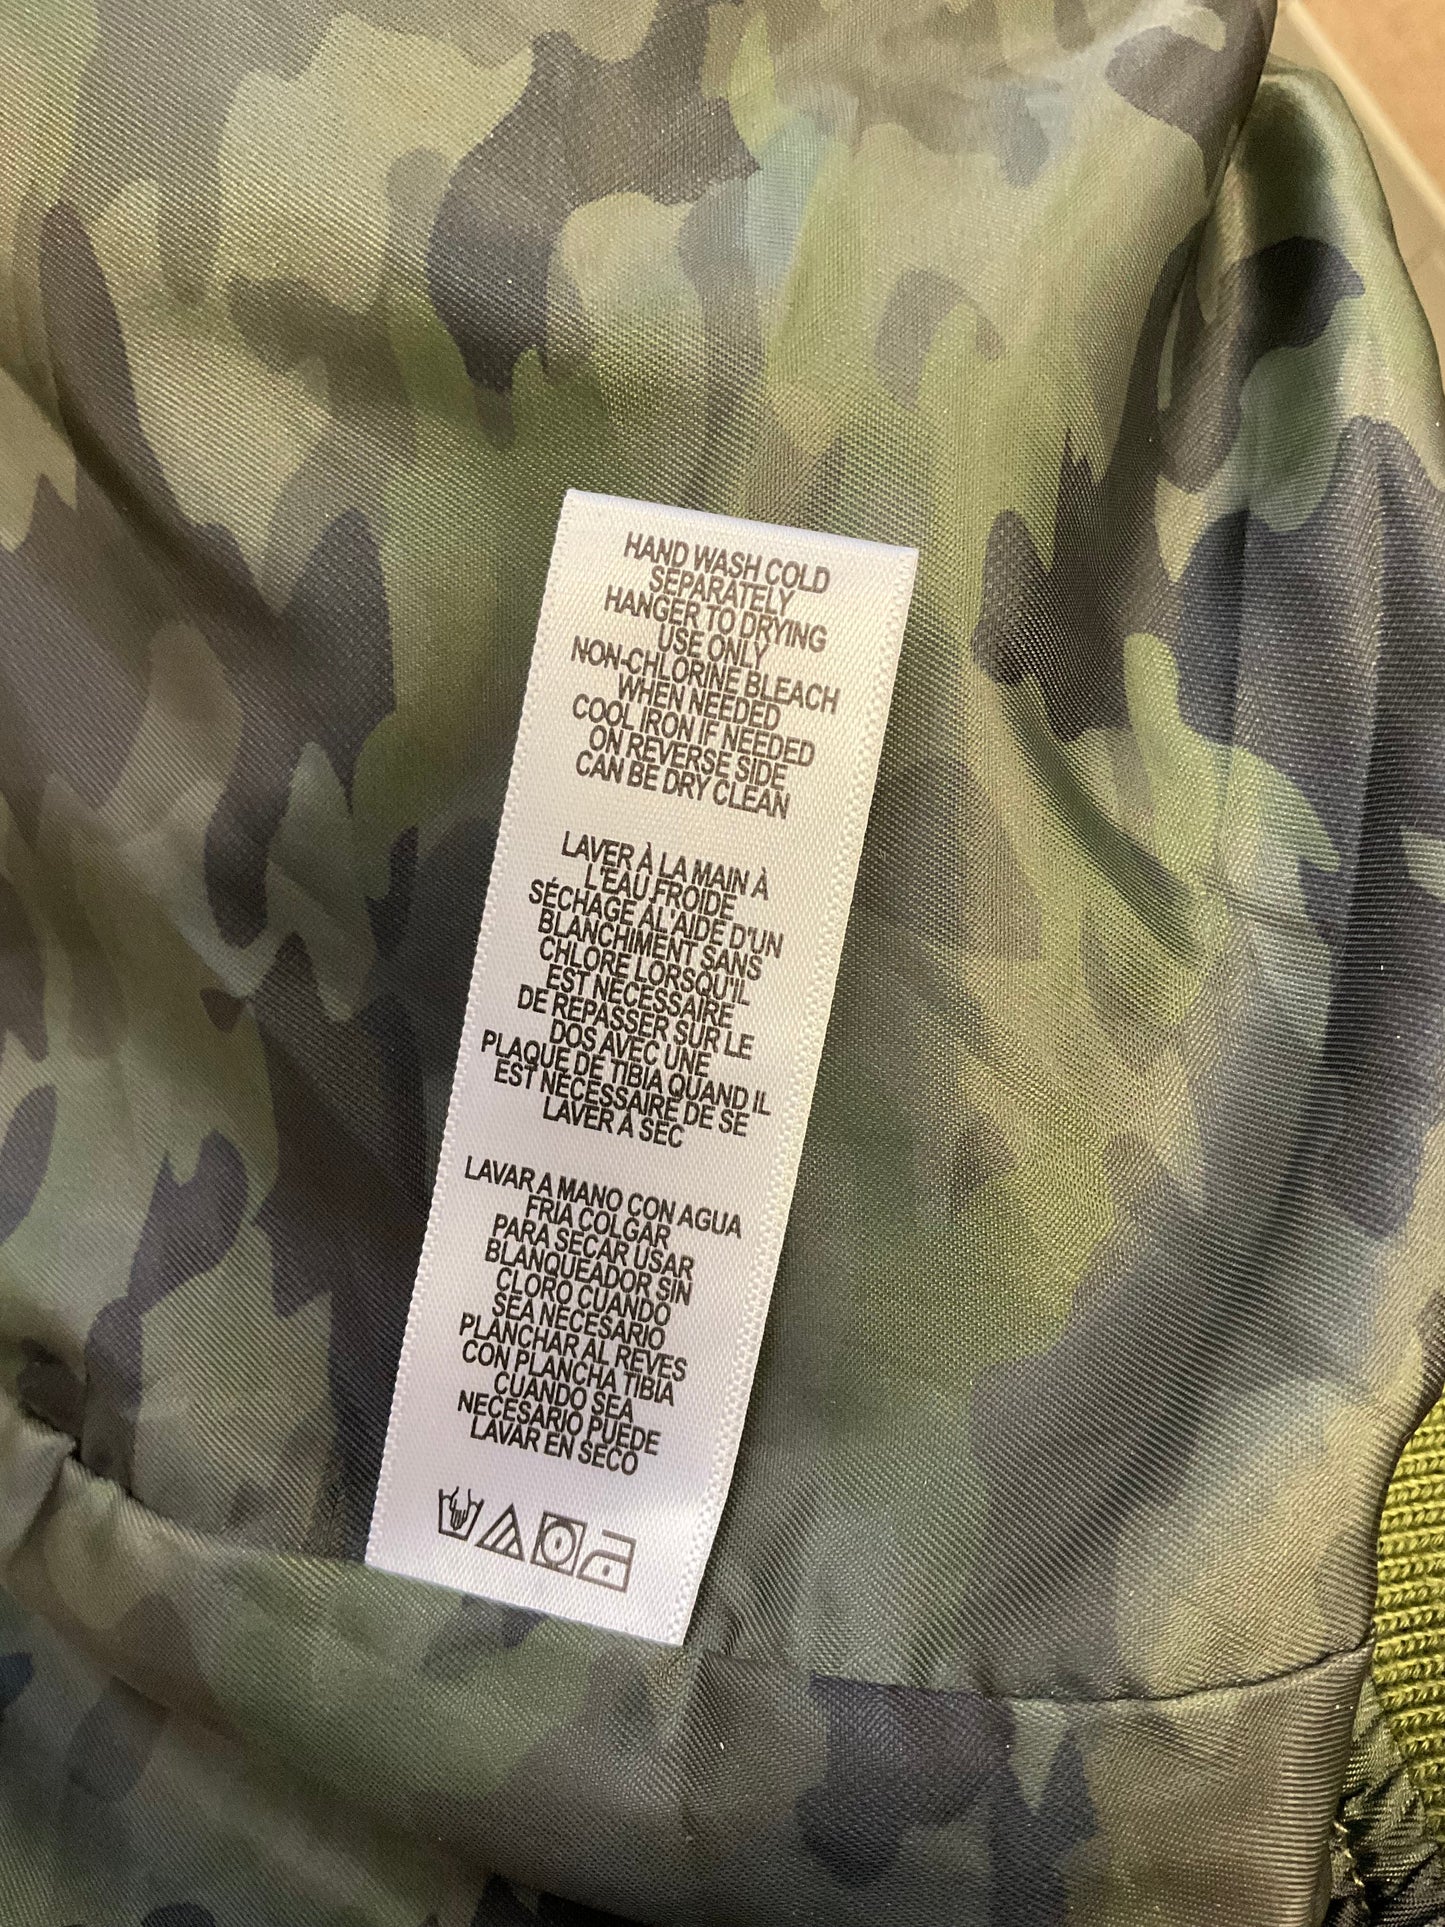 HAND WASH COLD
SEPARATELY
HANGER TO DRYING
USE ONLY
NON-CHLORINE BLEACH
WHEN NEEDED
COOL IRON IF NEEDED
ON REVERSE SIDE
CAN BE DRY CLEAN
LAVER À LA MAIN À
L'EAU FROIDE
SÉCHAGE AL'AIDE D'UN
BLANCHIMENT SANS
CHLORE LORSQU'IL
EST NÉCESSAIRE
DE REPASSER SUR LE
DOS AVEC UNE
PLAQUE DE TIBIA QUAND IL
EST NÉCESSAIRE DE SE
LAVER À SEC
LAVAR A MANO CON AGUA
FRIA COLGAR
PARA SECAR USAR
BLANQUEADOR SIN
CLORO CUANDO
SEA NECESARIO
PLANCHAR AL REVES
CON PLANCHA TIBIA
CUANDO SEA
NECESARIO PUEDE
LAVAR EN SECO